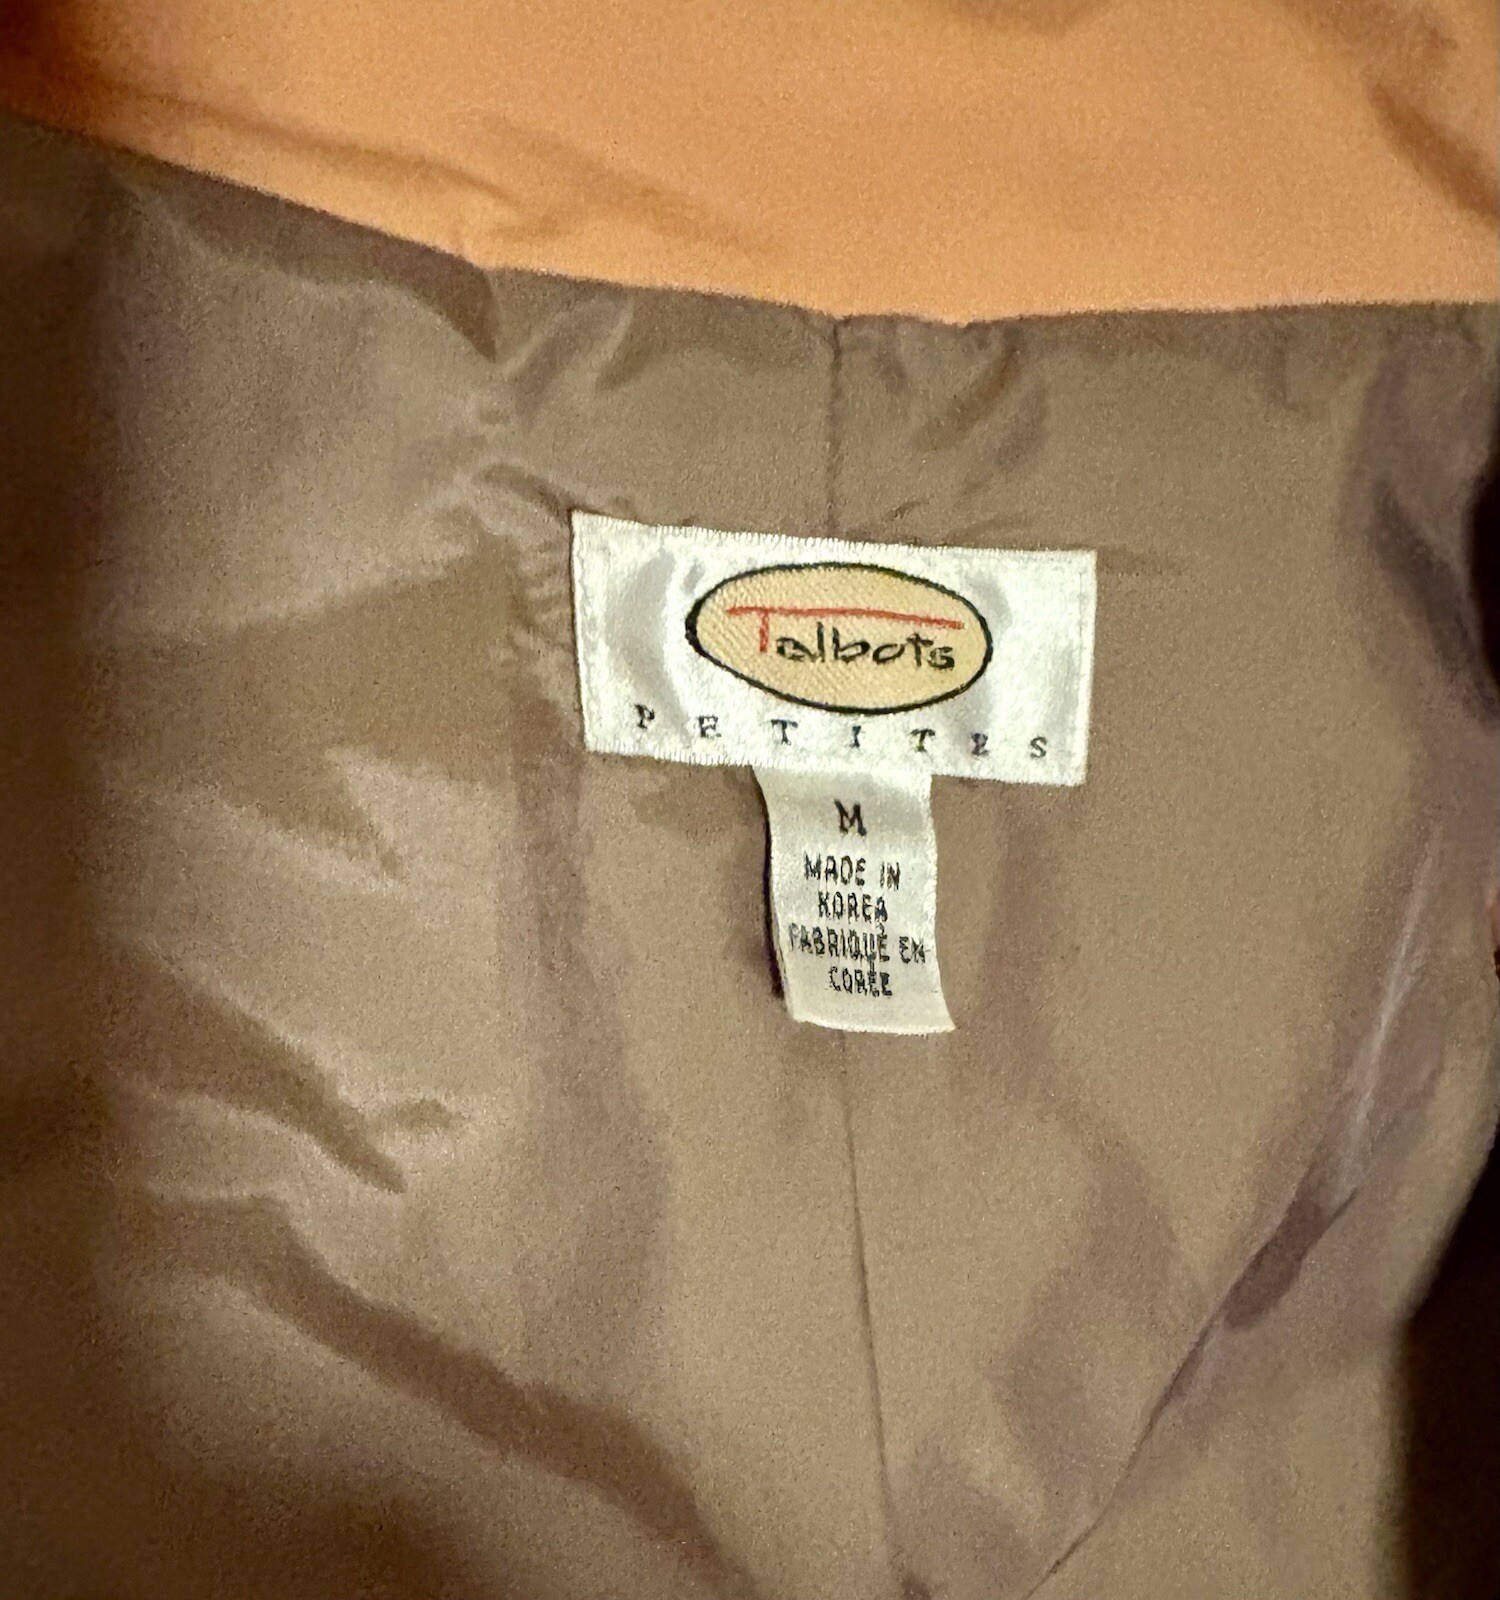 Talbots
PETITES
M
MADE IN
KOREA
FABRIQUÉ EN
CORÉE